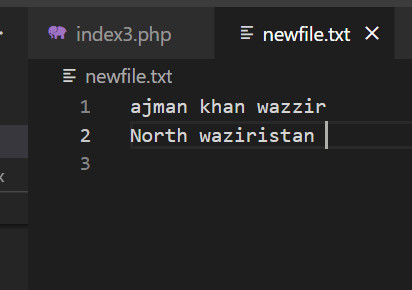 index3.php newfile.txt
newfile.txt
1 ajman khan wazzir
2 North waziristan
3